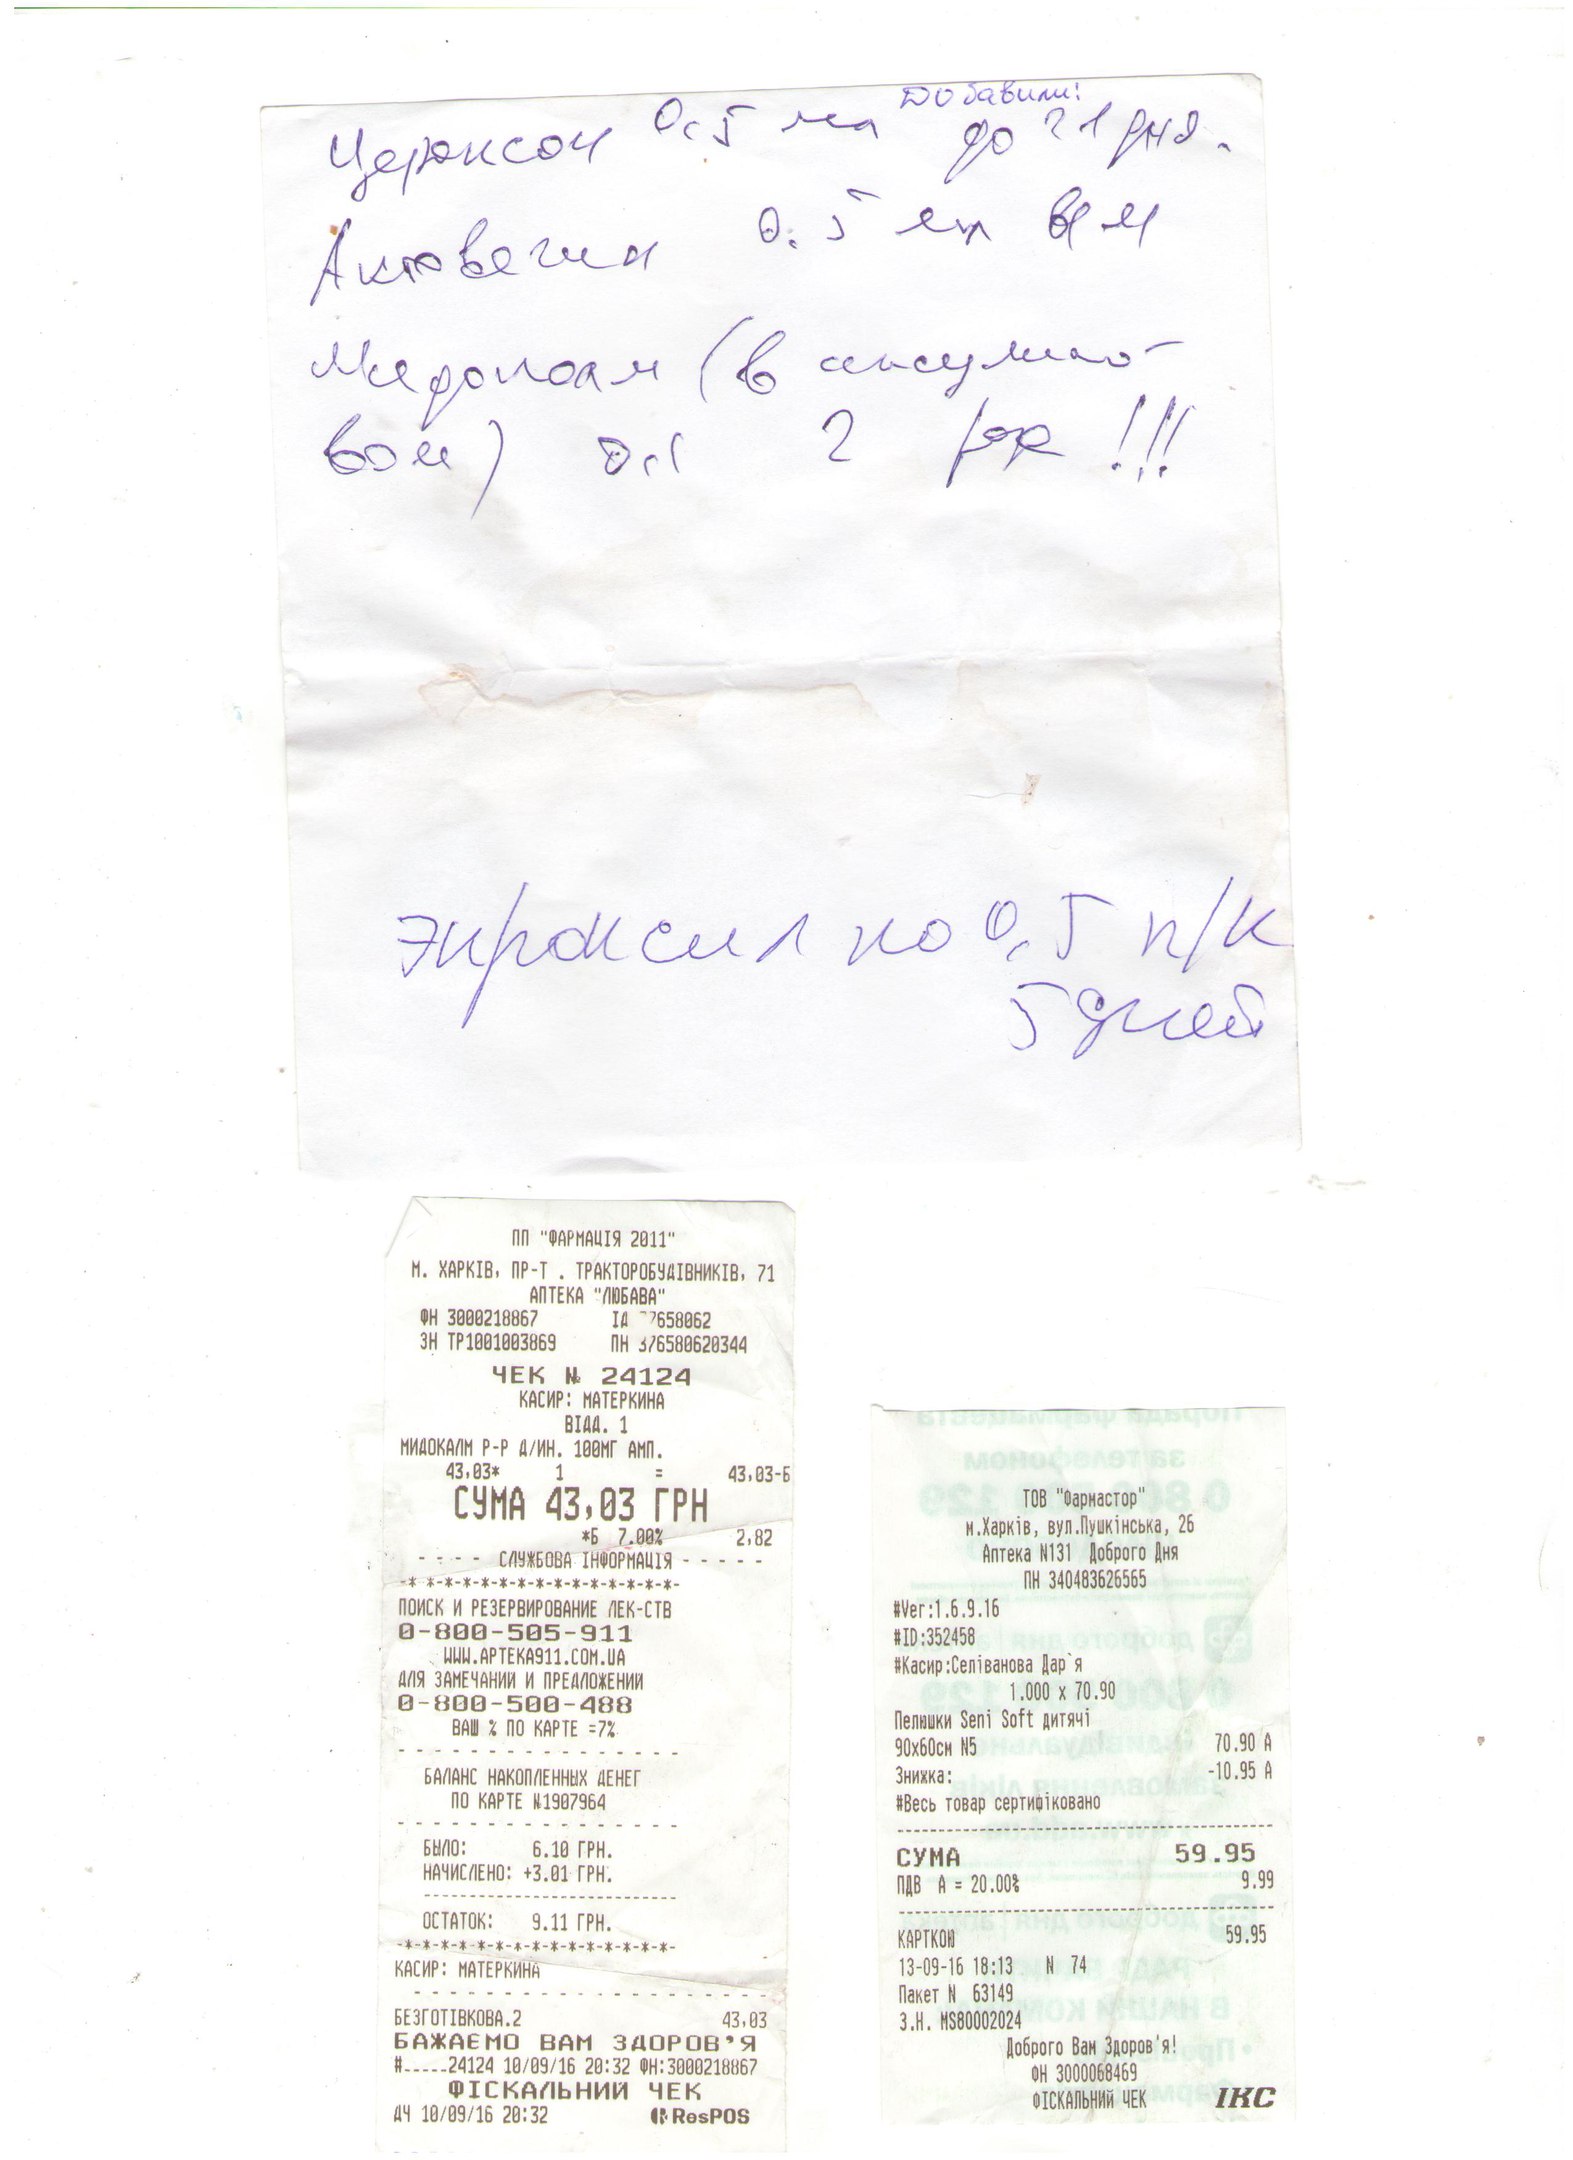 Добавили:
Цераксон 0,5 мл до 21 дня.
Актовегин 0.5 мл в/м
Мидокалм (в инсулино-
вом) 0,1 2 р/с !!!
по 0,5 п/к
5 дней
ПП "ФАРМАЦІЯ 2011"
М. ХАРКІВ, ПР-Т . ТРАКТОРОБУДІВНИКІВ, 71
АПТЕКА "ЛЮБАВА"
ФН 3000218867 ІД 7658062
ЗН ТР1001003869 ПН 376580620344
ЧЕК № 24124
КАСИР: МАТЕРКИНА
ВІДД. 1
МИДОКАЛМ Р-Р Д/ИН. 100МГ АМП.
43,03* 1 = 43,03-Б
СУМА 43,03 ГРН
*Б 7.00% 2,82
- - - - СЛУЖБОВА ІНФОРМАЦІЯ - - - - -
-*-*-*-*-*-*-*-*-*-*-*-*-*-*-*-*-*-
ПОИСК И РЕЗЕРВИРОВАНИЕ ЛЕК-СТВ
0-800-505-911
WWW.APTEKA911.COM.UA
ДЛЯ ЗАМЕЧАНИИ И ПРЕДЛОЖЕНИИ
0-800-500-488
ВАШ % ПО КАРТЕ =7%
- - - - - - - - - - - - - - - -
БАЛАНС НАКОПЛЕННЫХ ДЕНЕГ
ПО КАРТЕ №1907964
- - - - - - - - - - - - - - - -
БЫЛО: 6.10 ГРН.
НАЧИСЛЕНО: +3.01 ГРН.
--------------------------
ОСТАТОК: 9.11 ГРН.
-*-*-*-*-*-*-*-*-*-*-*-*-*-*-*-*-*-
КАСИР: МАТЕРКИНА
- - - - - - - - - - - - - - - - - - - -
БЕЗГОТІВКОВА.2 43,03
БАЖАЄМО ВАМ ЗДОРОВ'Я
#.....24124 10/09/16 20:32 ФН:3000218867
ФІСКАЛЬНИЙ ЧЕК
ДЧ 10/09/16 20:32 ResPOS
ТОВ "Фармастор"
м.Харків, вул.Пушкінська, 26
Аптека N131 Доброго Дня
ПН 340483626565
#Ver:1.6.9.16
#ID:352458
#Касир:Селіванова Дар`я
1.000 x 70.90
Пелюшки Seni Soft дитячі
90х60см N5 70.90 А
Знижка: -10.95 А
#Весь товар сертифіковано
------------------------------------------
СУМА 59.95
ПДВ А = 20.00% 9.99
------------------------------------------
КАРТКОЮ 59.95
13-09-16 18:13 N 74
Пакет N 63149
З.Н. MS80002024
Доброго Вам Здоров'я!
ФН 3000068469
ФІСКАЛЬНИЙ ЧЕК ІКС